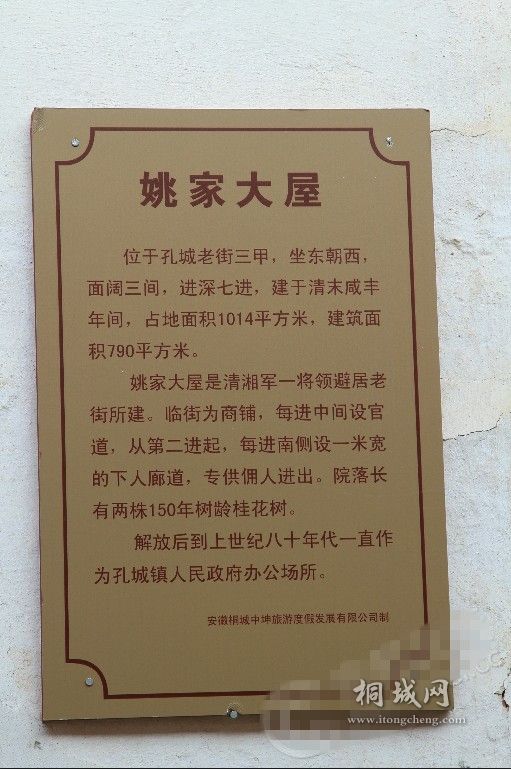 姚家大屋
位于孔城老街三甲，坐东朝西，
面阔三间，进深七进，建于清末咸丰
年间，占地面积1014平方米，建筑面
积790平方米。
姚家大屋是清湘军一将领避居老
街所建。临街为商铺，每进中间设官
道，从第二进起，每进南侧设一米宽
的下人廊道，专供佣人进出。院落长
有两株150年树龄桂花树。
解放后到上世纪八十年代一直作
为孔城镇人民政府办公场所。
安徽桐城中坤旅游度假发展有限公司制
桐城网
www.itongcheng.com